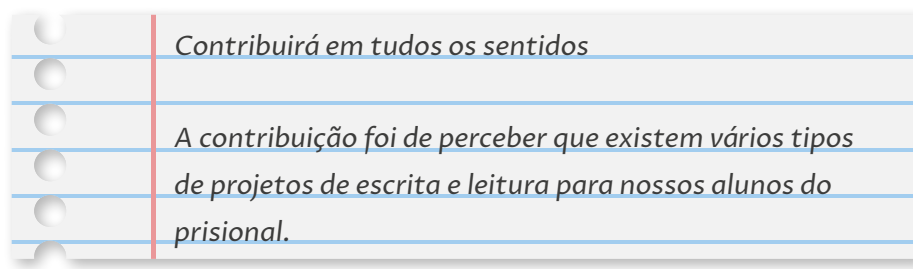 Contribuirá em tudos os sentidos
A contribuição foi de perceber que existem vários tipos
de projetos de escrita e leitura para nossos alunos do
prisional.